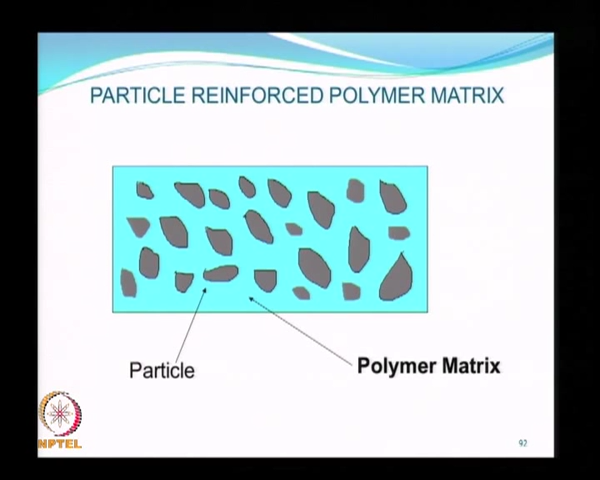 PARTICLE REINFORCED POLYMER MATRIX
Particle
Polymer Matrix
NPTEL
92